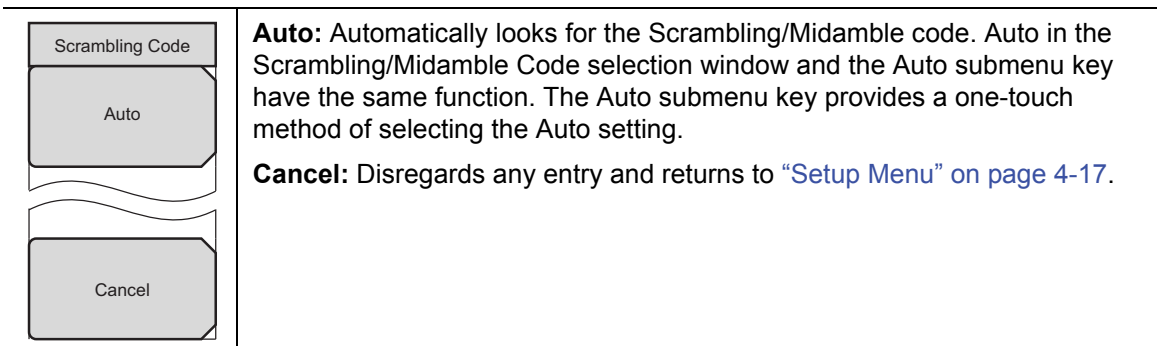 Scrambling Code
Auto
Cancel
Auto: Automatically looks for the Scrambling/Midamble code. Auto in the
Scrambling/Midamble Code selection window and the Auto submenu key
have the same function. The Auto submenu key provides a one-touch
method of selecting the Auto setting.
Cancel: Disregards any entry and returns to “Setup Menu” on page 4-17.